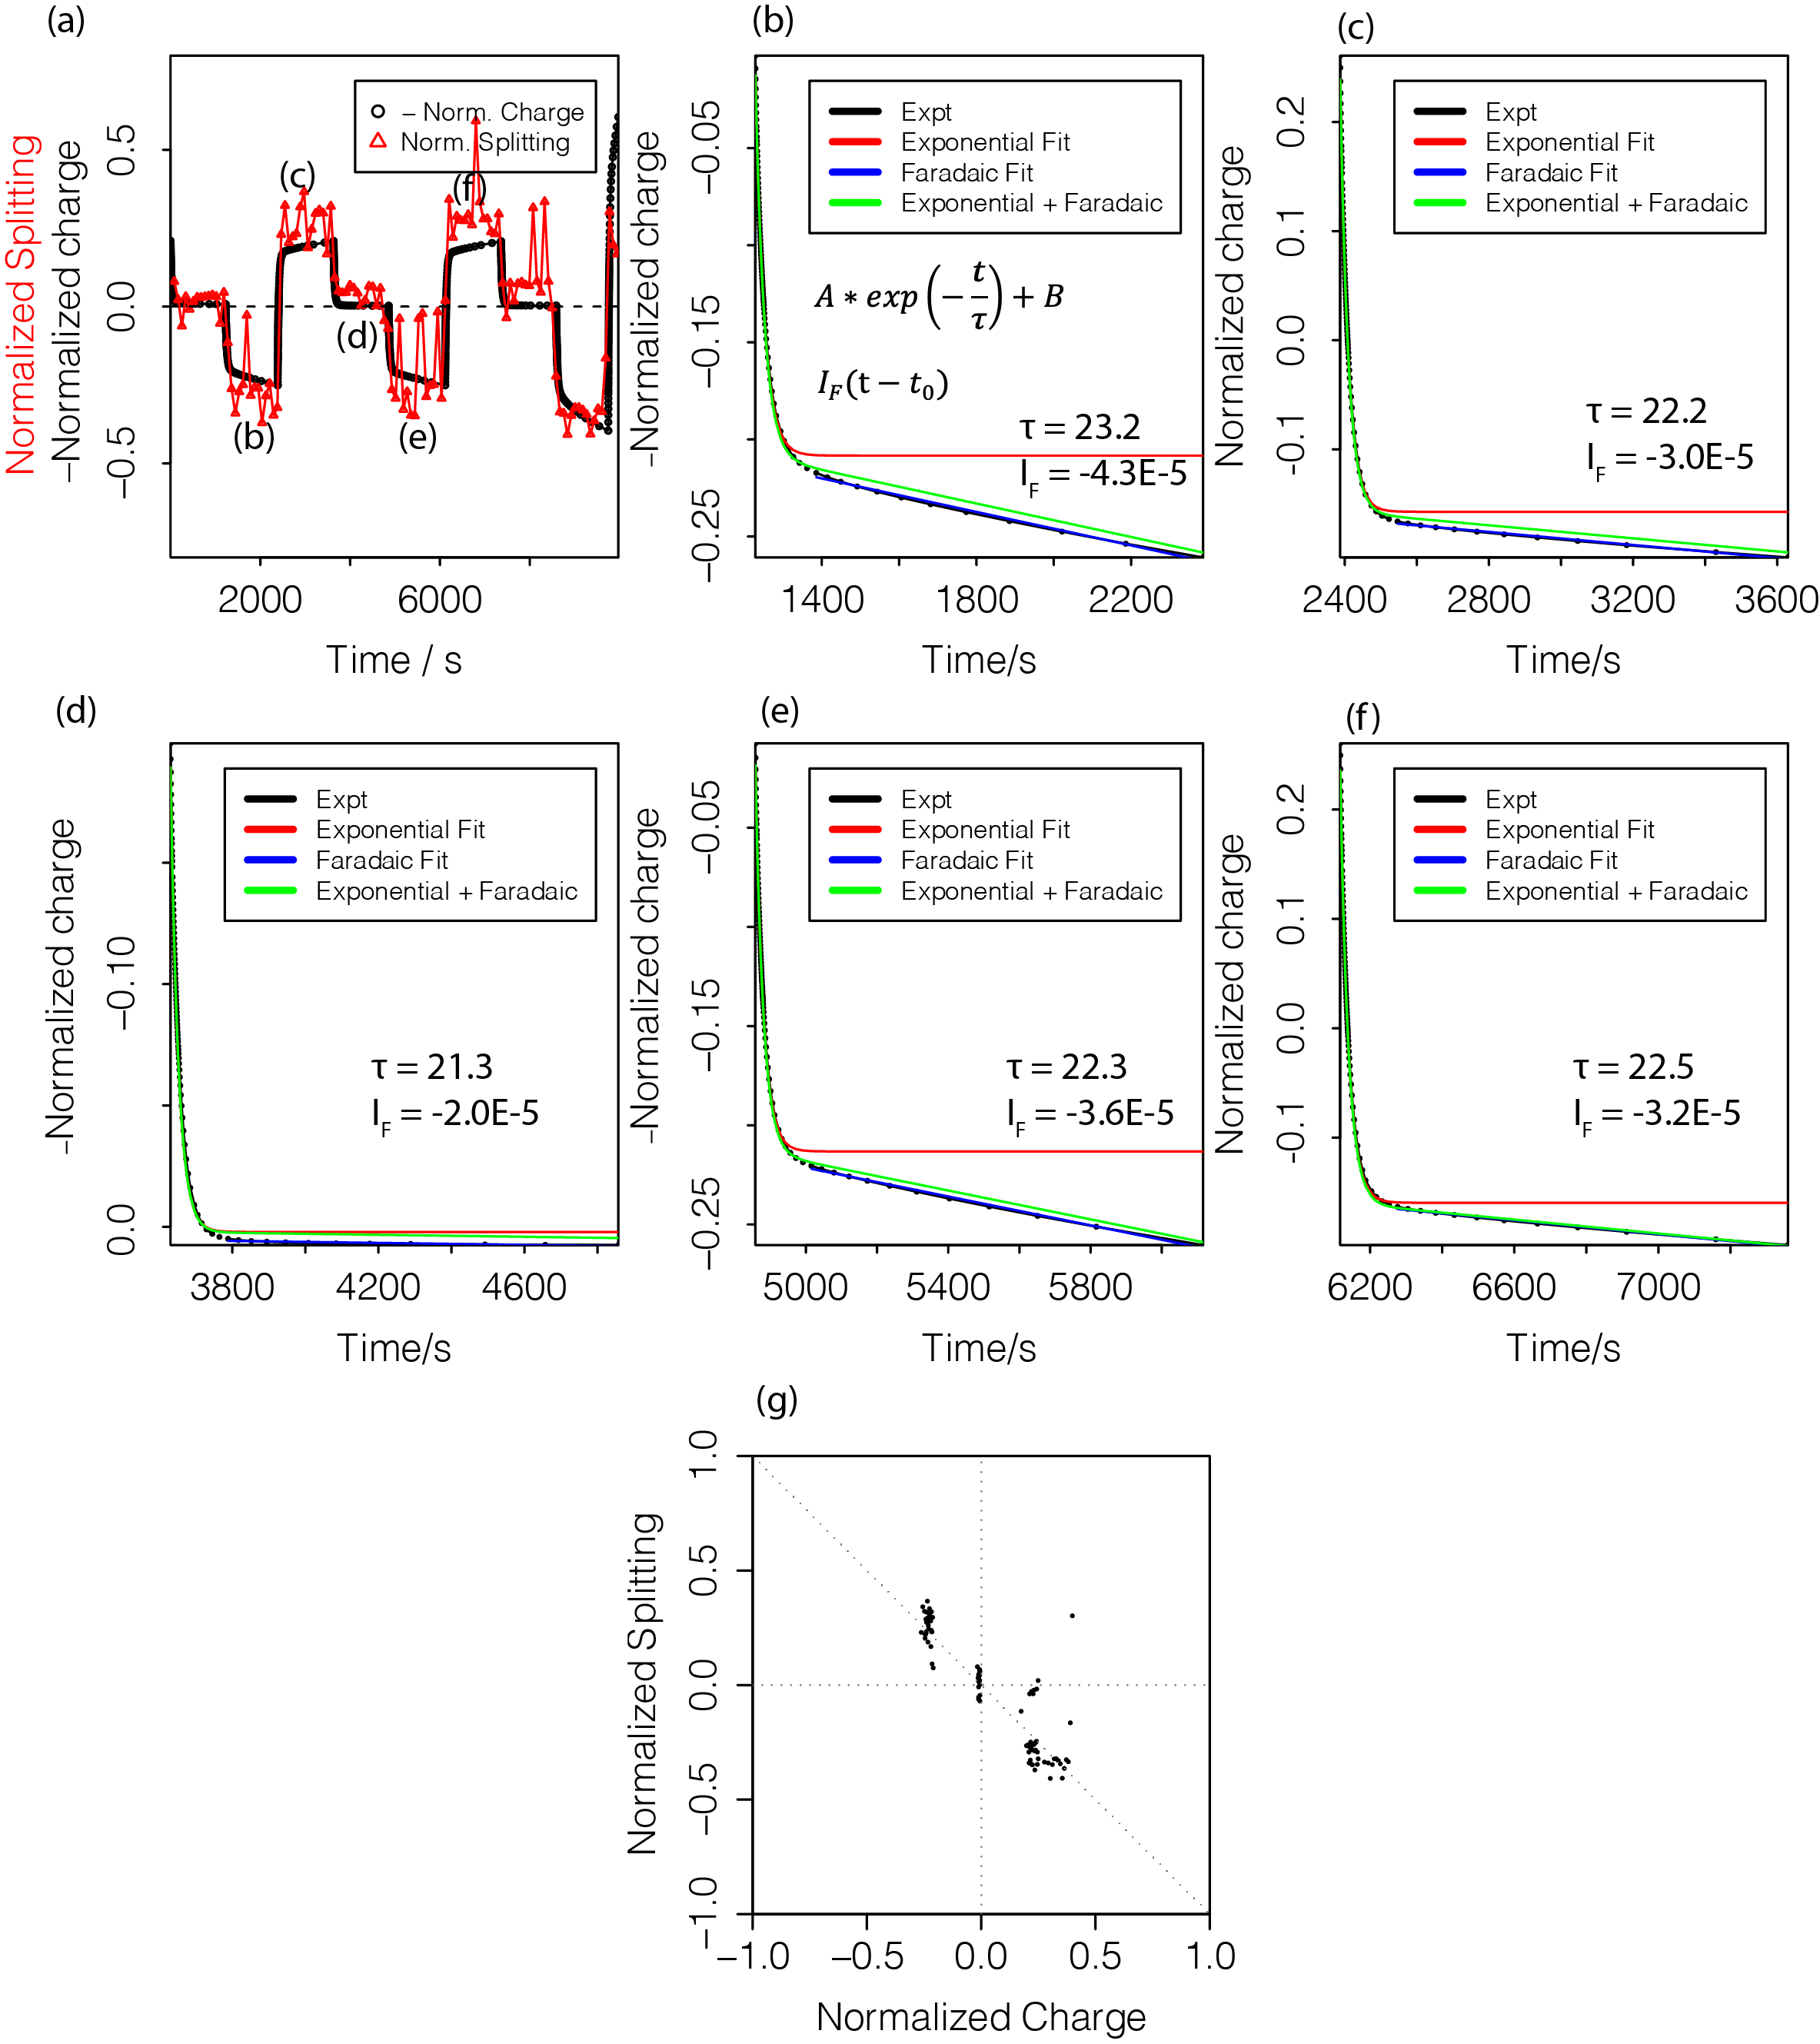 (a)
Normalized Splitting
−Normalized charge
0.5
0.0
−0.5
− Norm. Charge
Norm. Splitting
(c)
(f)
(d)
(b)
(e)
2000
6000
Time / s
(b)
−Normalized charge
−0.05
−0.15
−0.25
Expt
Exponential Fit
Faradaic Fit
Exponential + Faradaic
A ∗ exp(−t/τ) + B
I_F(t − t_0)
τ = 23.2
I_F = -4.3E-5
1400
1800
2200
Time/s
(c)
Normalized charge
0.2
0.1
0.0
-0.1
Expt
Exponential Fit
Faradaic Fit
Exponential + Faradaic
τ = 22.2
I_F = -3.0E-5
2400
2800
3200
3600
Time/s
(d)
−Normalized charge
−0.10
0.0
Expt
Exponential Fit
Faradaic Fit
Exponential + Faradaic
τ = 21.3
I_F = -2.0E-5
3800
4200
4600
Time/s
(e)
−Normalized charge
−0.05
−0.15
−0.25
Expt
Exponential Fit
Faradaic Fit
Exponential + Faradaic
τ = 22.3
I_F = -3.6E-5
5000
5400
5800
Time/s
(f)
Normalized charge
0.2
0.1
0.0
-0.1
Expt
Exponential Fit
Faradaic Fit
Exponential + Faradaic
τ = 22.5
I_F = -3.2E-5
6200
6600
7000
Time/s
(g)
Normalized Splitting
1.0
0.5
0.0
−0.5
−1.0
−1.0
−0.5
0.0
0.5
1.0
Normalized Charge